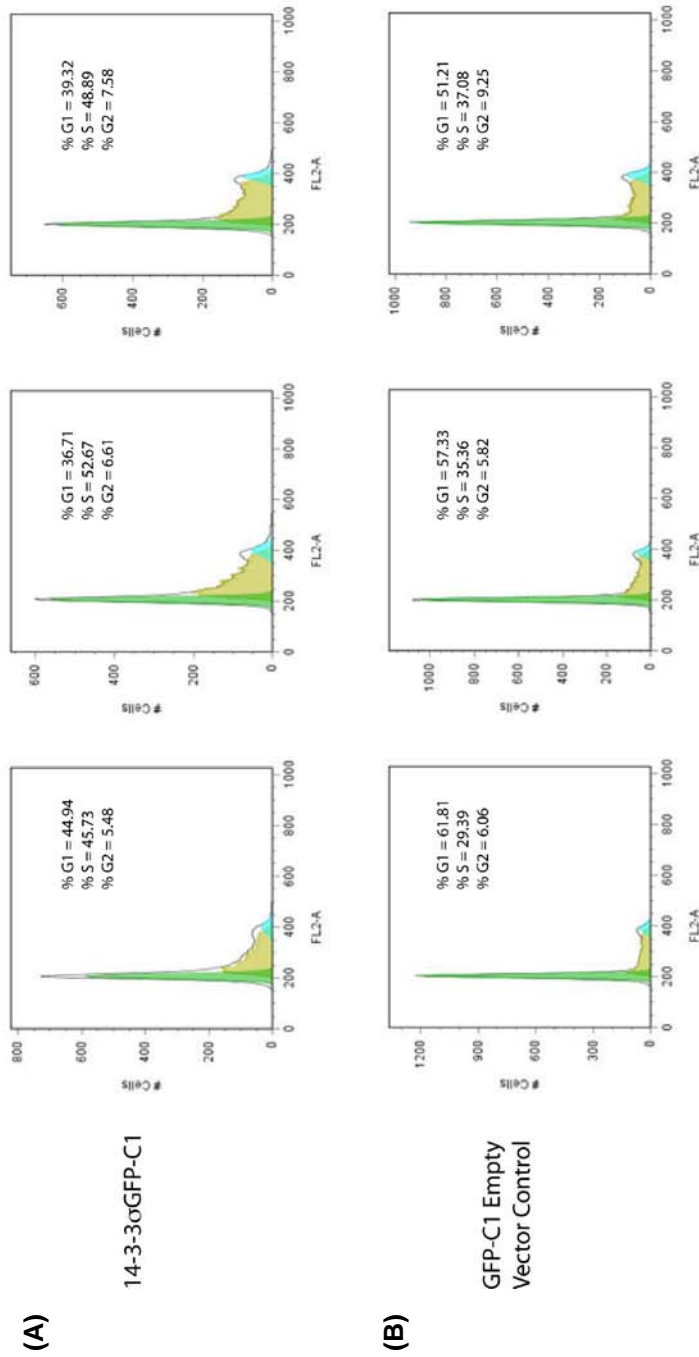 (A)
14-3-3σGFP-C1
# Cells
800
600
400
200
0
% G1 = 44.94
% S = 45.73
% G2 = 5.48
0 200 400 600 800 1000
FL2-A
# Cells
600
400
200
0
% G1 = 36.71
% S = 52.67
% G2 = 6.61
0 200 400 600 800 1000
FL2-A
# Cells
600
400
200
0
% G1 = 39.32
% S = 48.89
% G2 = 7.58
0 200 400 600 800 1000
FL2-A
(B)
GFP-C1 Empty
Vector Control
# Cells
1200
900
600
300
0
% G1 = 61.81
% S = 29.39
% G2 = 6.06
0 200 400 600 800 1000
FL2-A
# Cells
1000
800
600
400
200
0
% G1 = 57.33
% S = 35.36
% G2 = 5.82
0 200 400 600 800 1000
FL2-A
# Cells
1000
800
600
400
200
0
% G1 = 51.21
% S = 37.08
% G2 = 9.25
0 200 400 600 800 1000
FL2-A